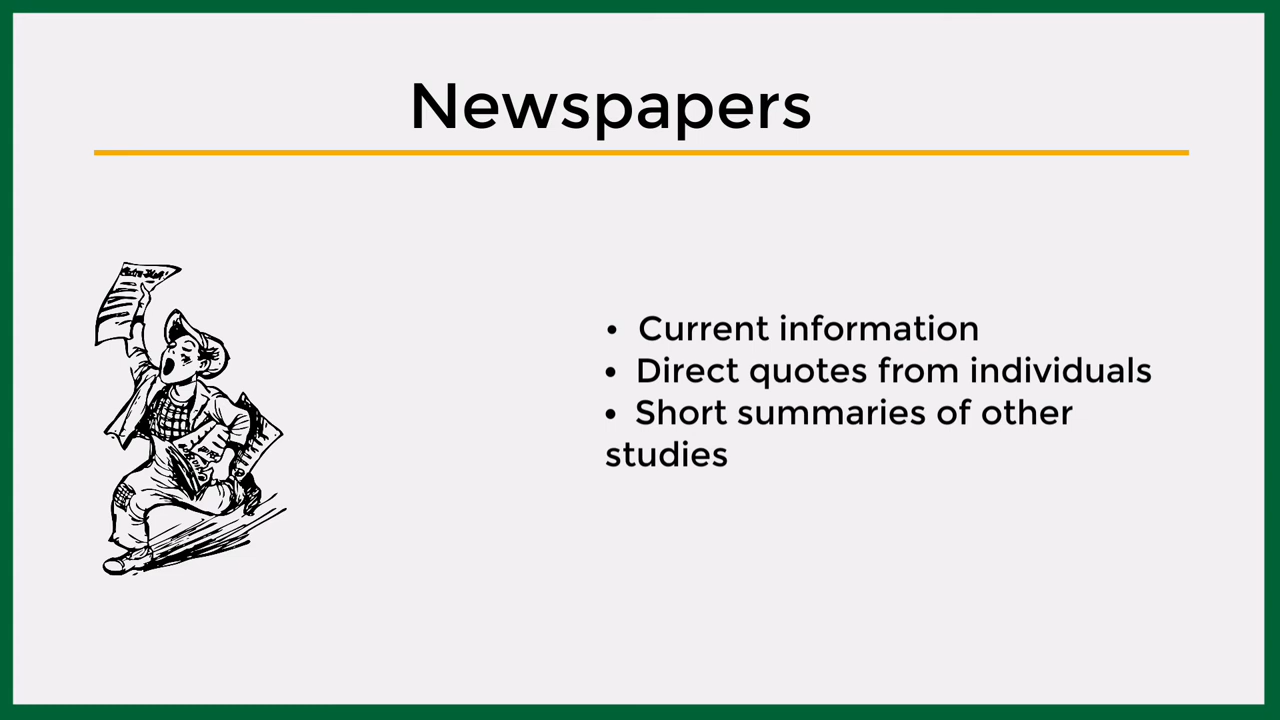 Newspapers
• Current information
• Direct quotes from individuals
• Short summaries of other
studies